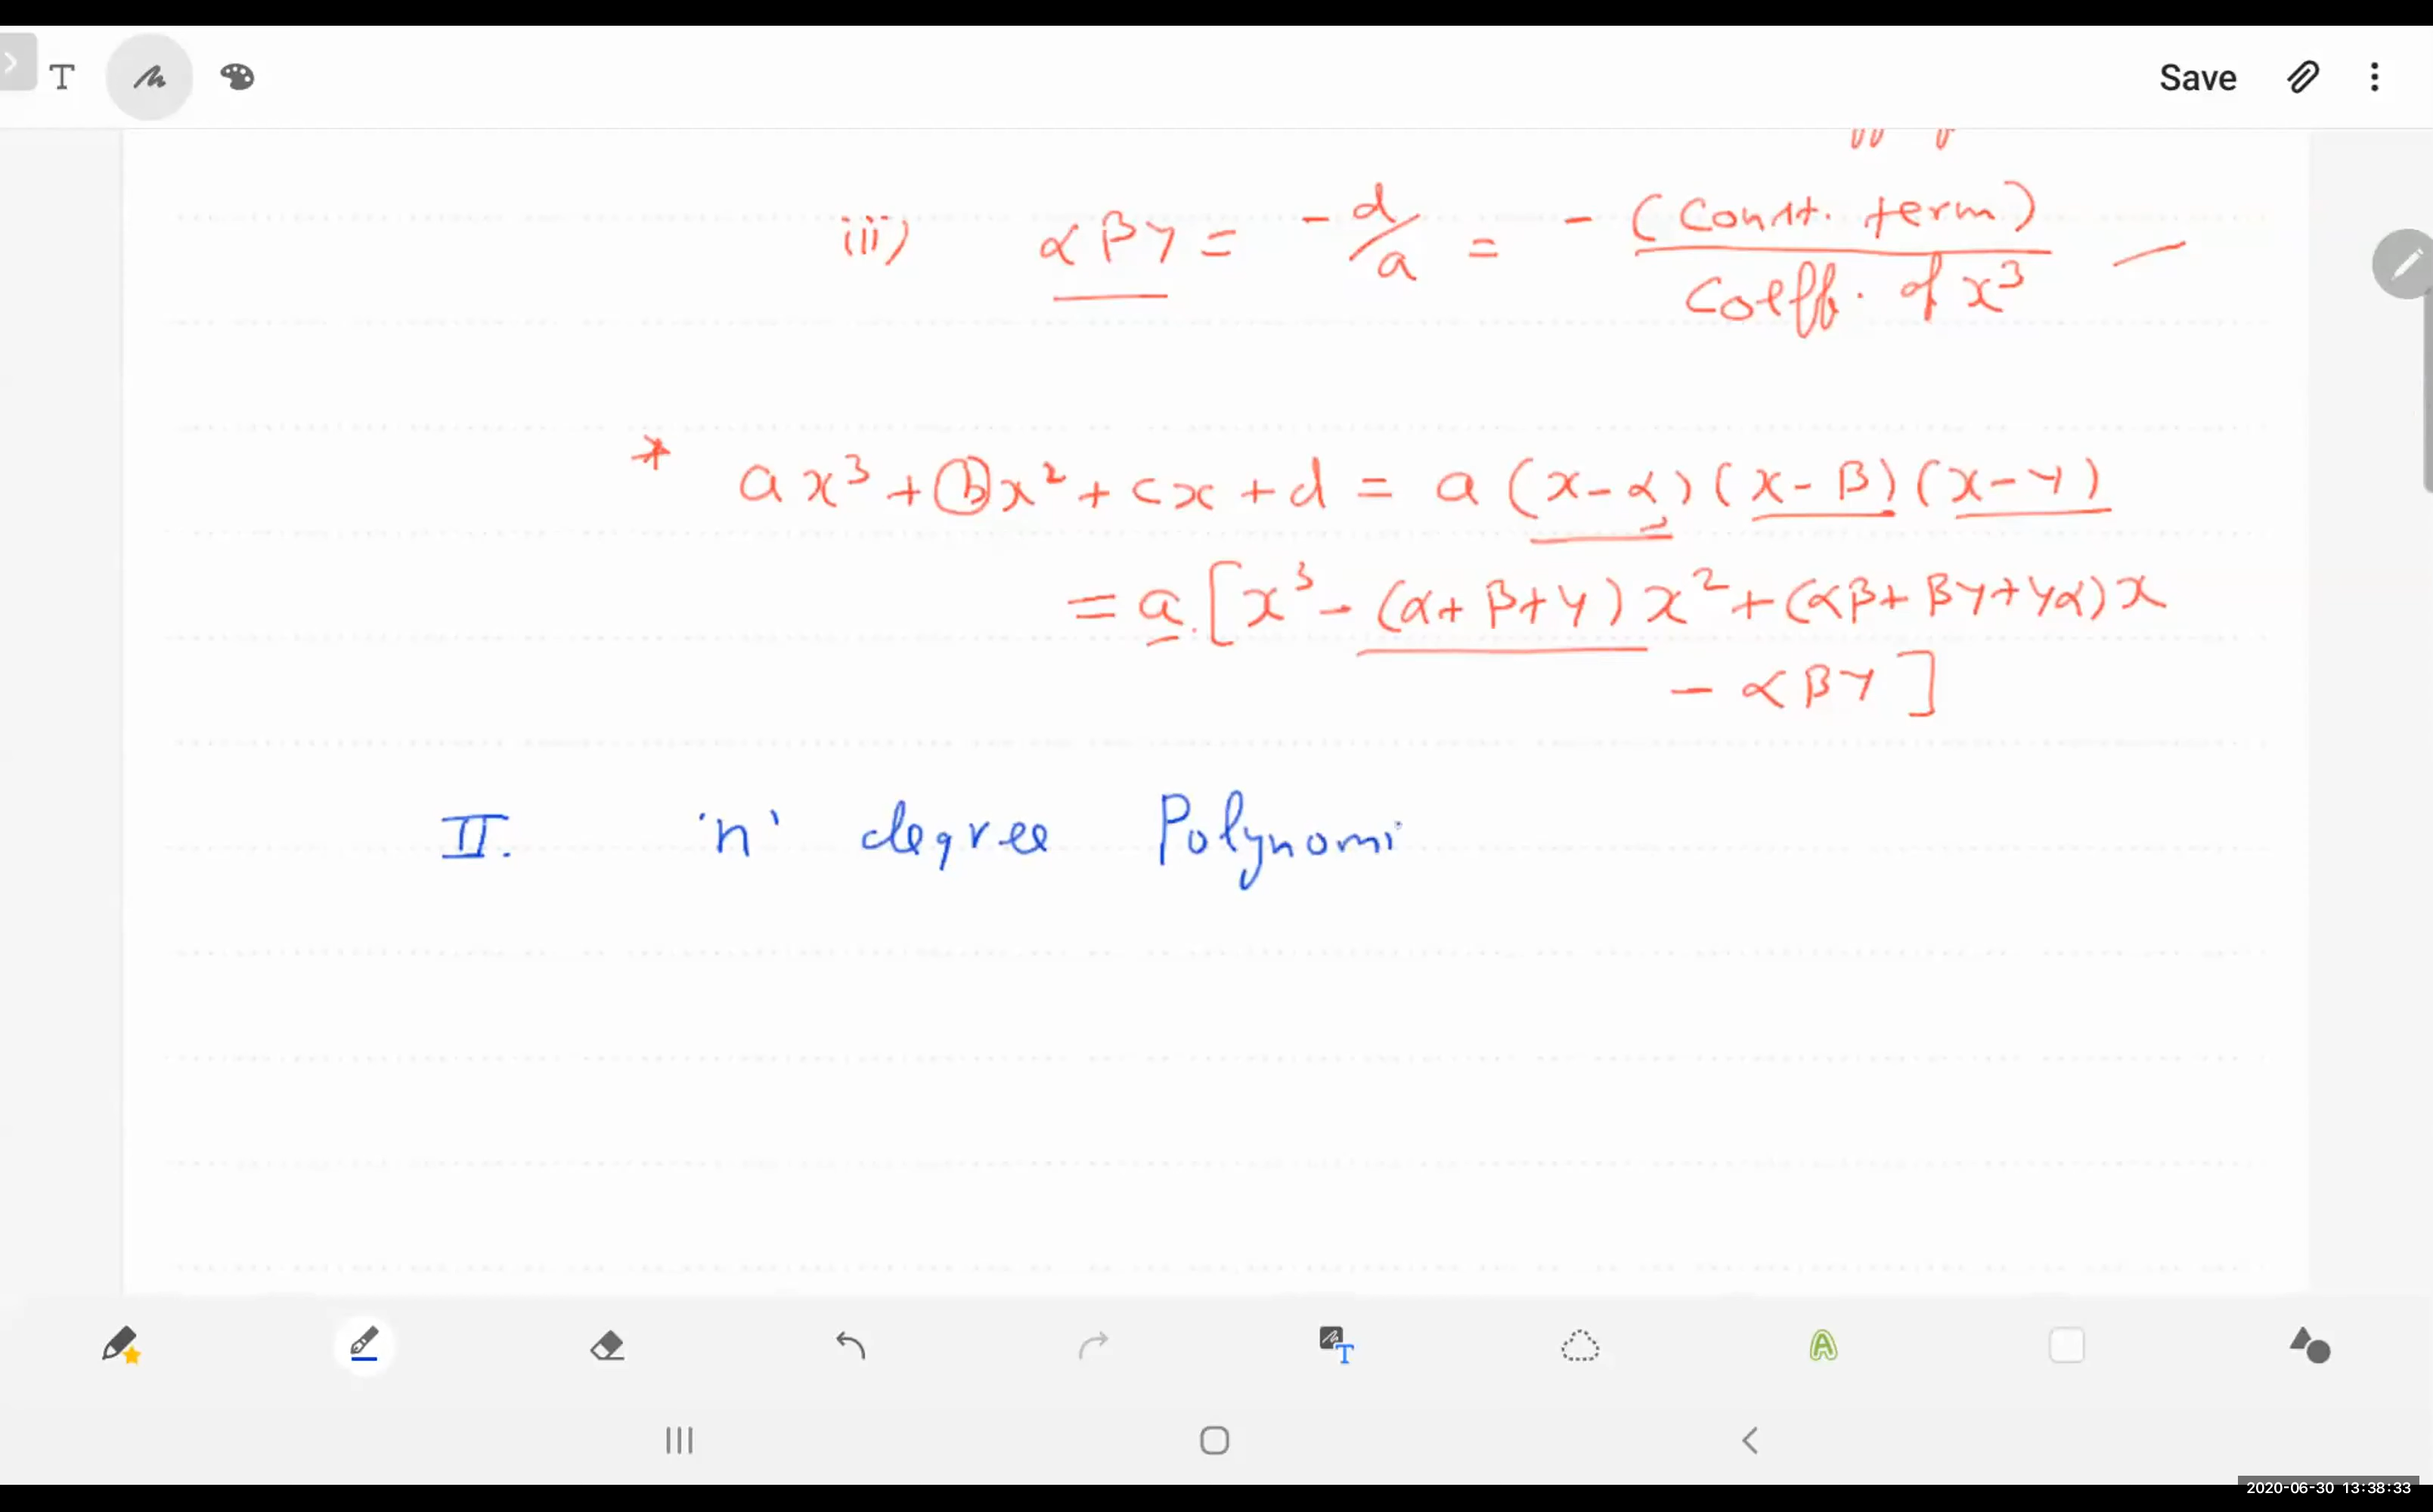 T
Save
iii) αβγ = -d/a = - (Constt. term) / Coeff. of x³
* ax³ + bx² + cx + d = a (x-α)(x-β)(x-γ)
= a.[x³ - (α+β+γ)x² + (αβ+βγ+γα)x
- αβγ]
II. 'n' degree Polynomi
T
A
2020-06-30 13:38:33